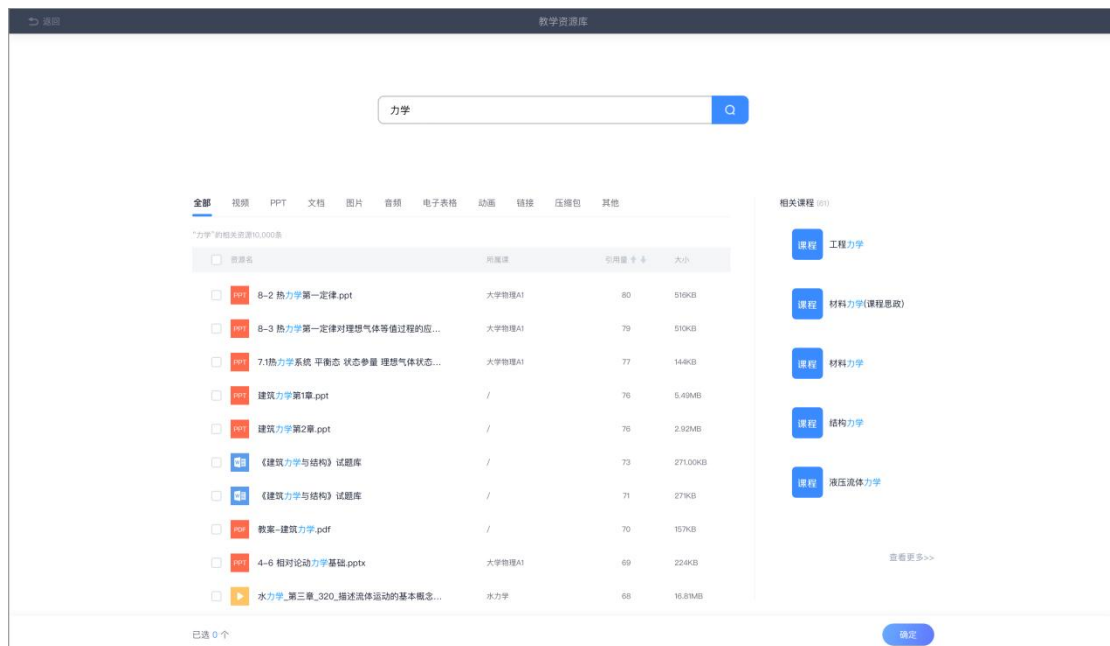 返回 教学资源库
力学
全部 视频 PPT 文档 图片 音频 电子表格 动画 链接 压缩包 其他
"力学"的相关资源10,000条
资源名 所属课 引用量 大小
PPT 8-2 热力学第一定律.ppt 大学物理A1 80 516KB
PPT 8-3 热力学第一定律对理想气体等值过程的应... 大学物理A1 79 510KB
PPT 7.1热力学系统 平衡态 状态参量 理想气体状态... 大学物理A1 77 144KB
PPT 建筑力学第1章.ppt / 76 5.49MB
PPT 建筑力学第2章.ppt / 76 2.92MB
《建筑力学与结构》试题库 / 73 271.00KB
《建筑力学与结构》试题库 / 71 271KB
PDF 教案-建筑力学.pdf / 70 157KB
PPT 4-6 相对论动力学基础.pptx 大学物理A1 69 224KB
水力学_第三章_320_描述流体运动的基本概念... 水力学 68 16.81MB
相关课程 (61)
课程 工程力学
课程 材料力学(课程思政)
课程 材料力学
课程 结构力学
课程 液压流体力学
查看更多>>
已选 0 个 确定